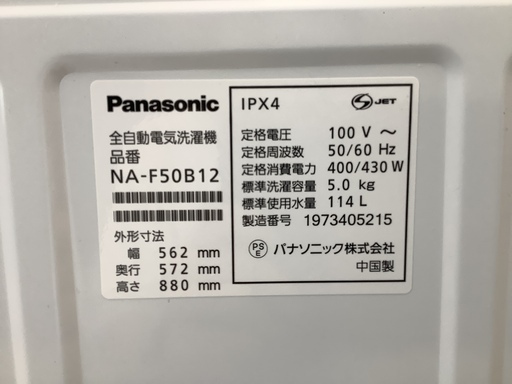 Panasonic
全自動電気洗濯機
品番
NA-F50B12
外形寸法
幅 562 mm
奥行 572 mm
高さ 880 mm
IPX4
S JET
定格電圧 100 V ～
定格周波数 50/60 Hz
定格消費電力 400/430 W
標準洗濯容量 5.0 kg
標準使用水量 114 L
製造番号 1973405215
PS E パナソニック株式会社
中国製